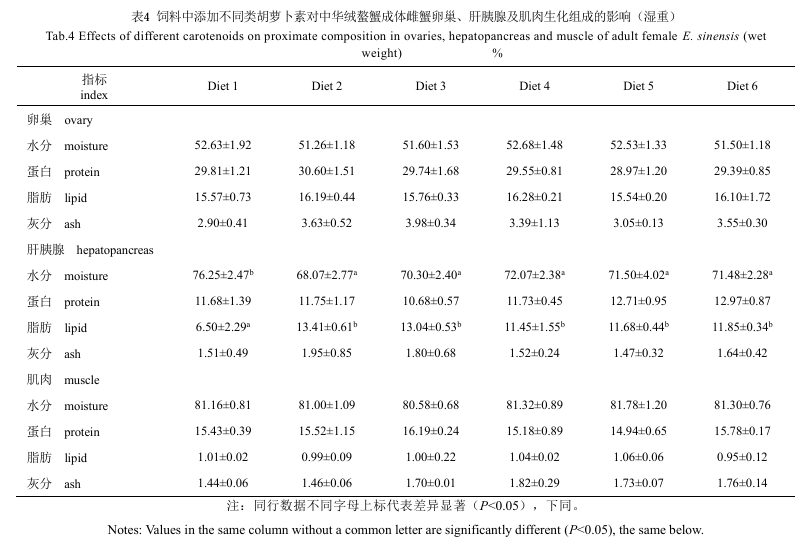 表4 饲料中添加不同类胡萝卜素对中华绒螯蟹成体雌蟹卵巢、肝胰腺及肌肉生化组成的影响（湿重）
Tab.4 Effects of different carotenoids on proximate composition in ovaries, hepatopancreas and muscle of adult female E. sinensis (wet
weight) %
指标
index Diet 1 Diet 2 Diet 3 Diet 4 Diet 5 Diet 6
卵巢 ovary
水分 moisture 52.63±1.92 51.26±1.18 51.60±1.53 52.68±1.48 52.53±1.33 51.50±1.18
蛋白 protein 29.81±1.21 30.60±1.51 29.74±1.68 29.55±0.81 28.97±1.20 29.39±0.85
脂肪 lipid 15.57±0.73 16.19±0.44 15.76±0.33 16.28±0.21 15.54±0.20 16.10±1.72
灰分 ash 2.90±0.41 3.63±0.52 3.98±0.34 3.39±1.13 3.05±0.13 3.55±0.30
肝胰腺 hepatopancreas
水分 moisture 76.25±2.47ᵇ 68.07±2.77ᵃ 70.30±2.40ᵃ 72.07±2.38ᵃ 71.50±4.02ᵃ 71.48±2.28ᵃ
蛋白 protein 11.68±1.39 11.75±1.17 10.68±0.57 11.73±0.45 12.71±0.95 12.97±0.87
脂肪 lipid 6.50±2.29ᵃ 13.41±0.61ᵇ 13.04±0.53ᵇ 11.45±1.55ᵇ 11.68±0.44ᵇ 11.85±0.34ᵇ
灰分 ash 1.51±0.49 1.95±0.85 1.80±0.68 1.52±0.24 1.47±0.32 1.64±0.42
肌肉 muscle
水分 moisture 81.16±0.81 81.00±1.09 80.58±0.68 81.32±0.89 81.78±1.20 81.30±0.76
蛋白 protein 15.43±0.39 15.52±1.15 16.19±0.24 15.18±0.89 14.94±0.65 15.78±0.17
脂肪 lipid 1.01±0.02 0.99±0.09 1.00±0.22 1.04±0.02 1.06±0.06 0.95±0.12
灰分 ash 1.44±0.06 1.46±0.06 1.70±0.01 1.82±0.29 1.73±0.07 1.76±0.14
注：同行数据不同字母上标代表差异显著（P<0.05），下同。
Notes: Values in the same column without a common letter are significantly different (P<0.05), the same below.